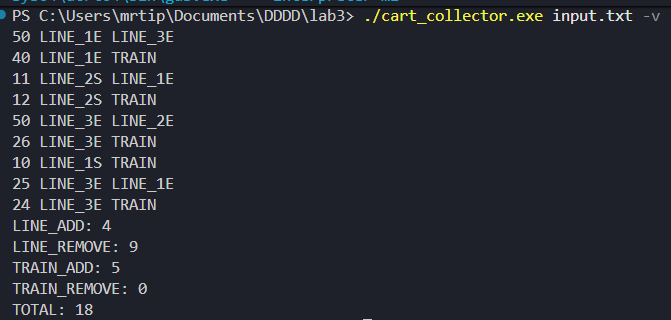 PS C:\Users\mrtip\Documents\DDDD\lab3> ./cart_collector.exe input.txt -v
50 LINE_1E LINE_3E
40 LINE_1E TRAIN
11 LINE_2S LINE_1E
12 LINE_2S TRAIN
50 LINE_3E LINE_2E
26 LINE_3E TRAIN
10 LINE_1S TRAIN
25 LINE_3E LINE_1E
24 LINE_3E TRAIN
LINE_ADD: 4
LINE_REMOVE: 9
TRAIN_ADD: 5
TRAIN_REMOVE: 0
TOTAL: 18